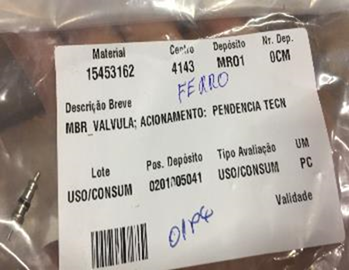 Material Centro Depósito Nr. Dep.
15453162 4143 MR01 0CM
FERRO
Descrição Breve
MBR_VALVULA; ACIONAMENTO: PENDENCIA TECN
Lote Pos. Depósito Tipo Avaliação UM
USO/CONSUM 0201005041 USO/CONSUM PC
Validade